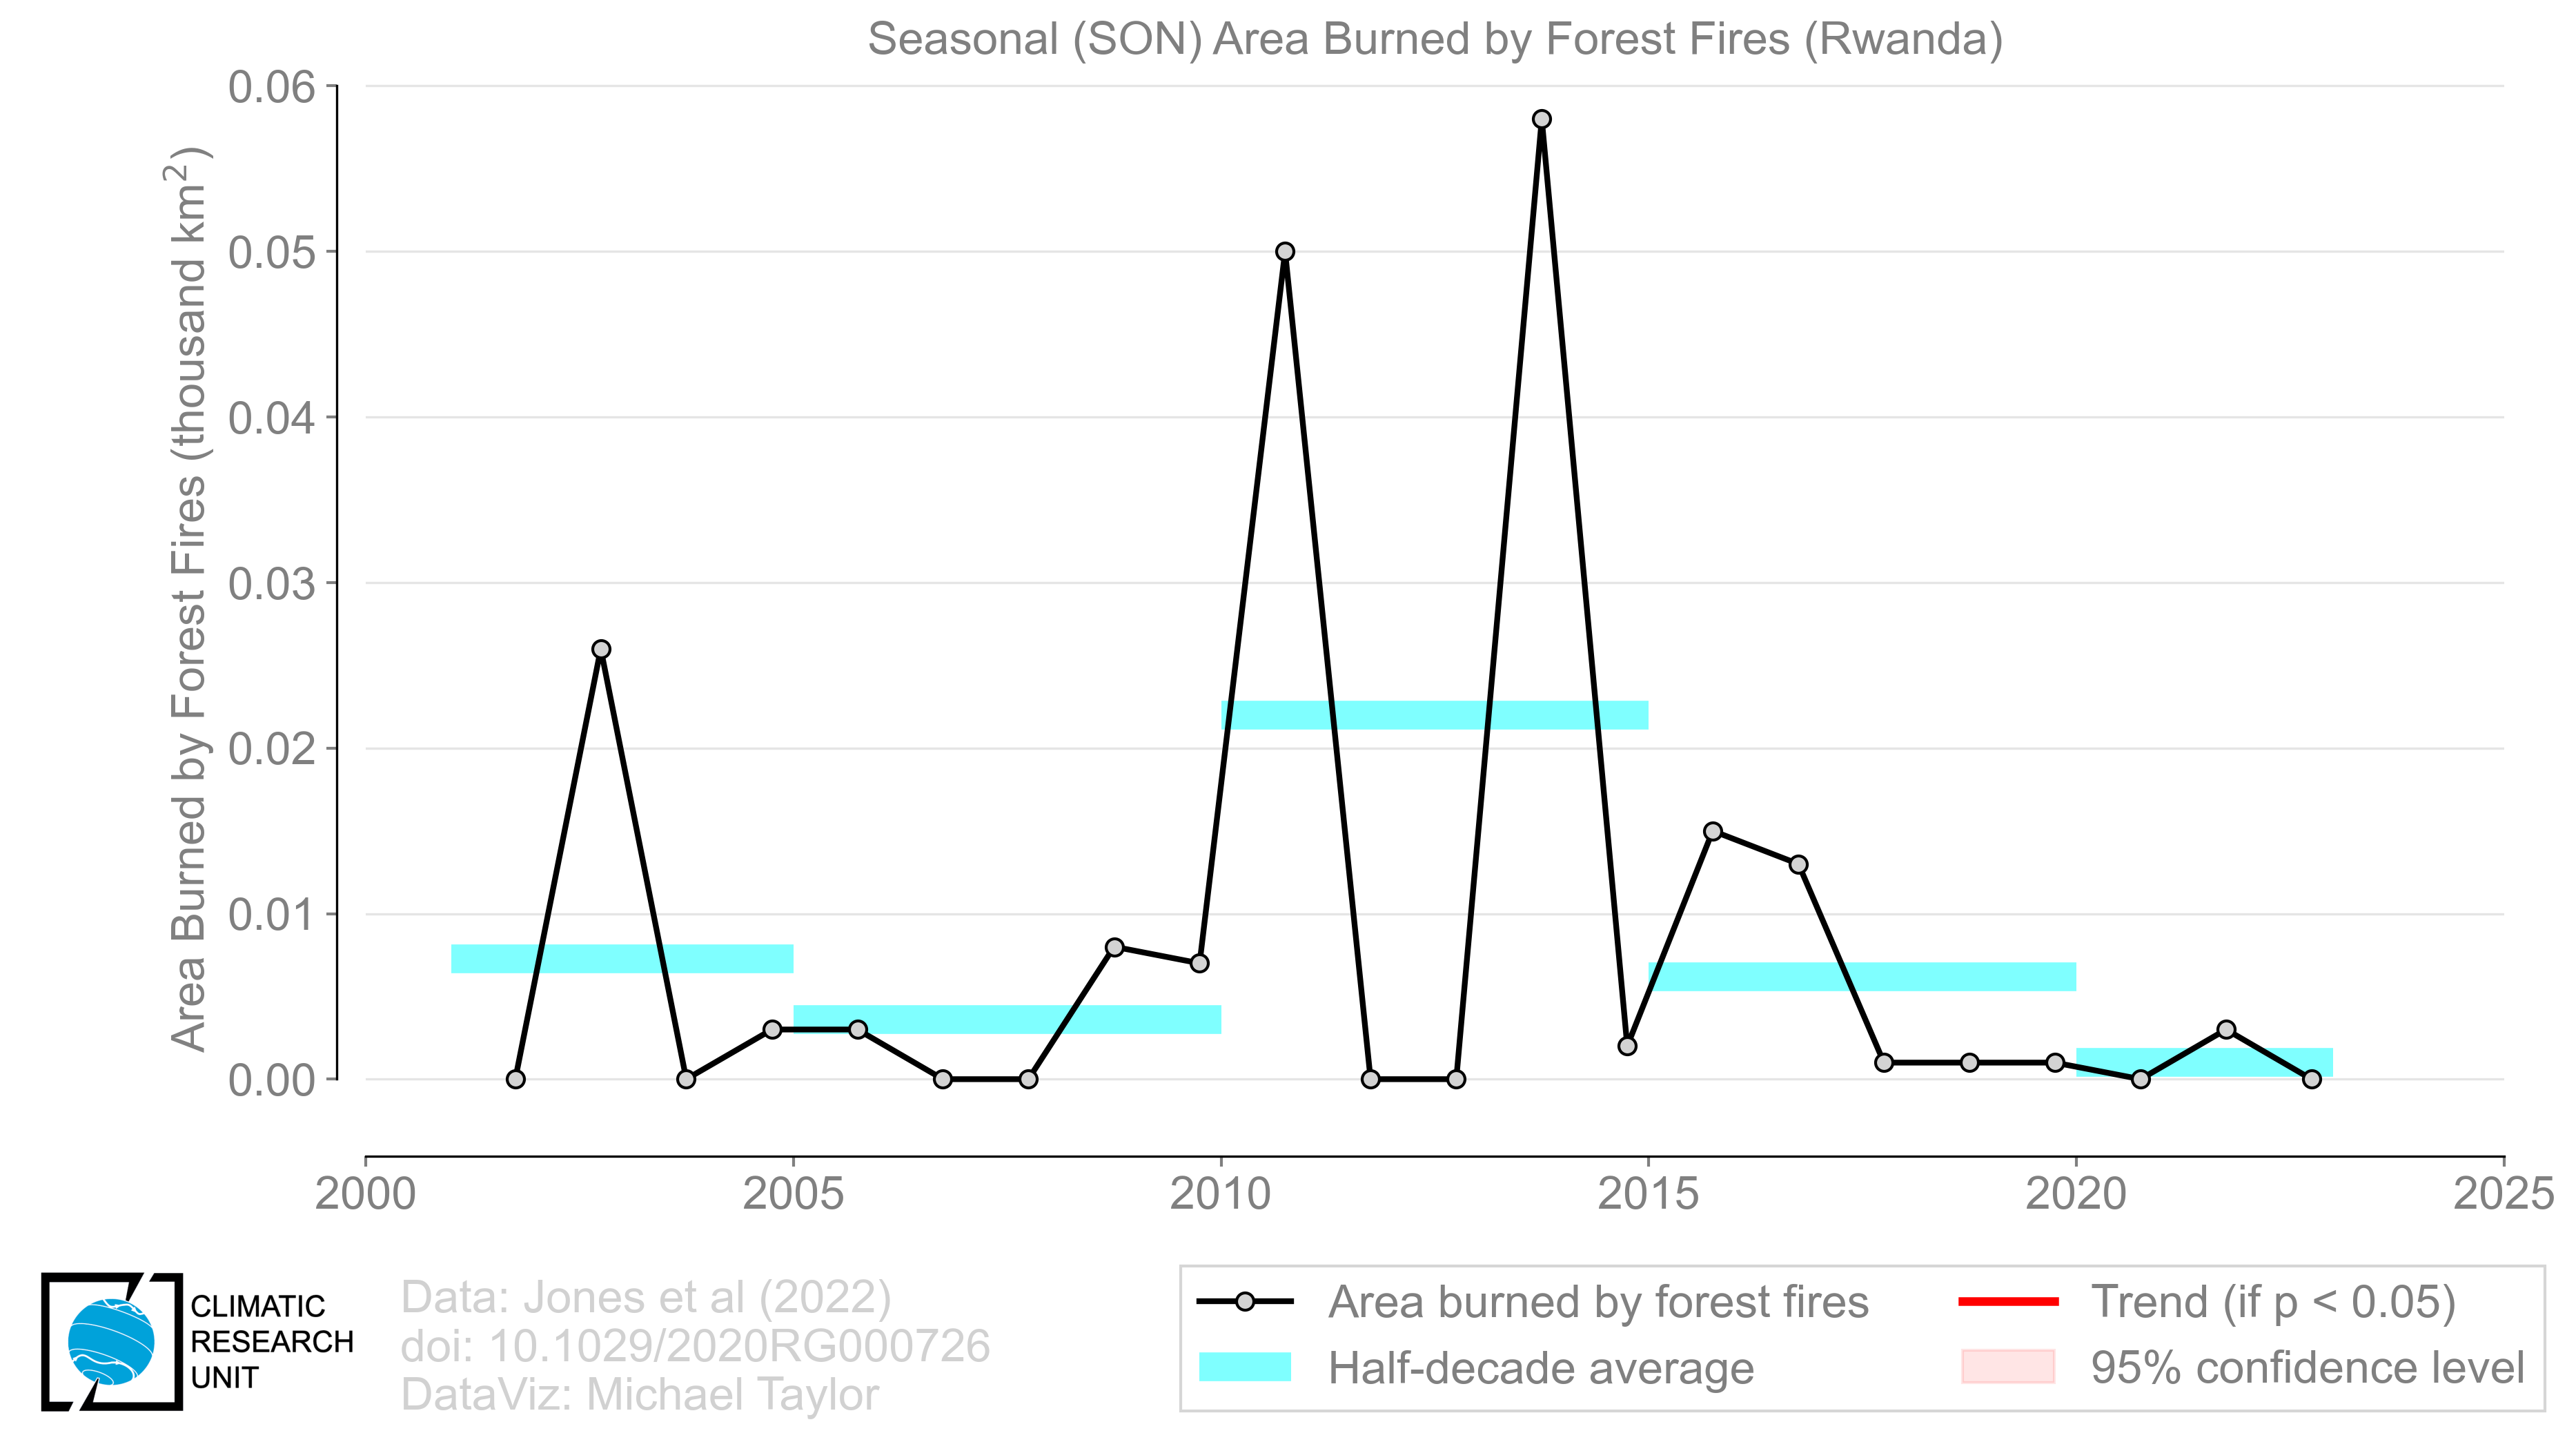 Seasonal (SON) Area Burned by Forest Fires (Rwanda)
Area Burned by Forest Fires (thousand km²)
0.06
0.05
0.04
0.03
0.02
0.01
0.00
2000 2005 2010 2015 2020 2025
CLIMATIC
RESEARCH
UNIT
Data: Jones et al (2022)
doi: 10.1029/2020RG000726
DataViz: Michael Taylor
Area burned by forest fires
Half-decade average
Trend (if p < 0.05)
95% confidence level